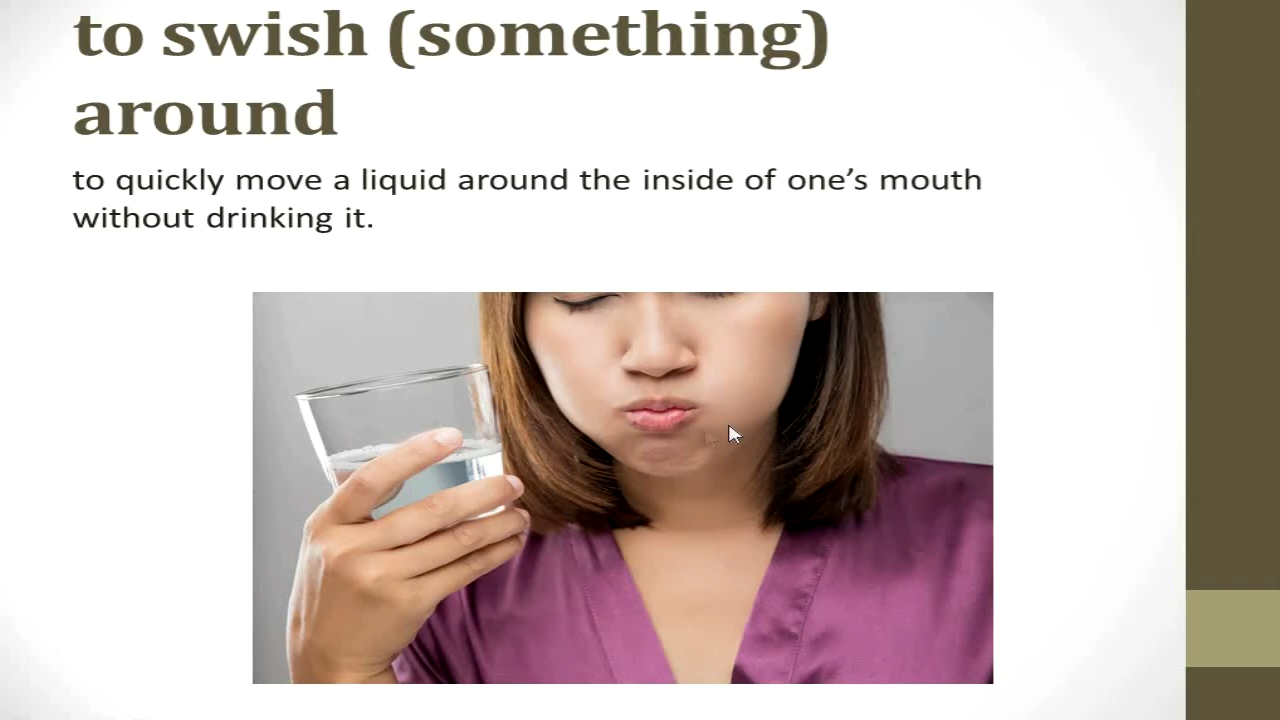 to swish (something)
around
to quickly move a liquid around the inside of one’s mouth
without drinking it.